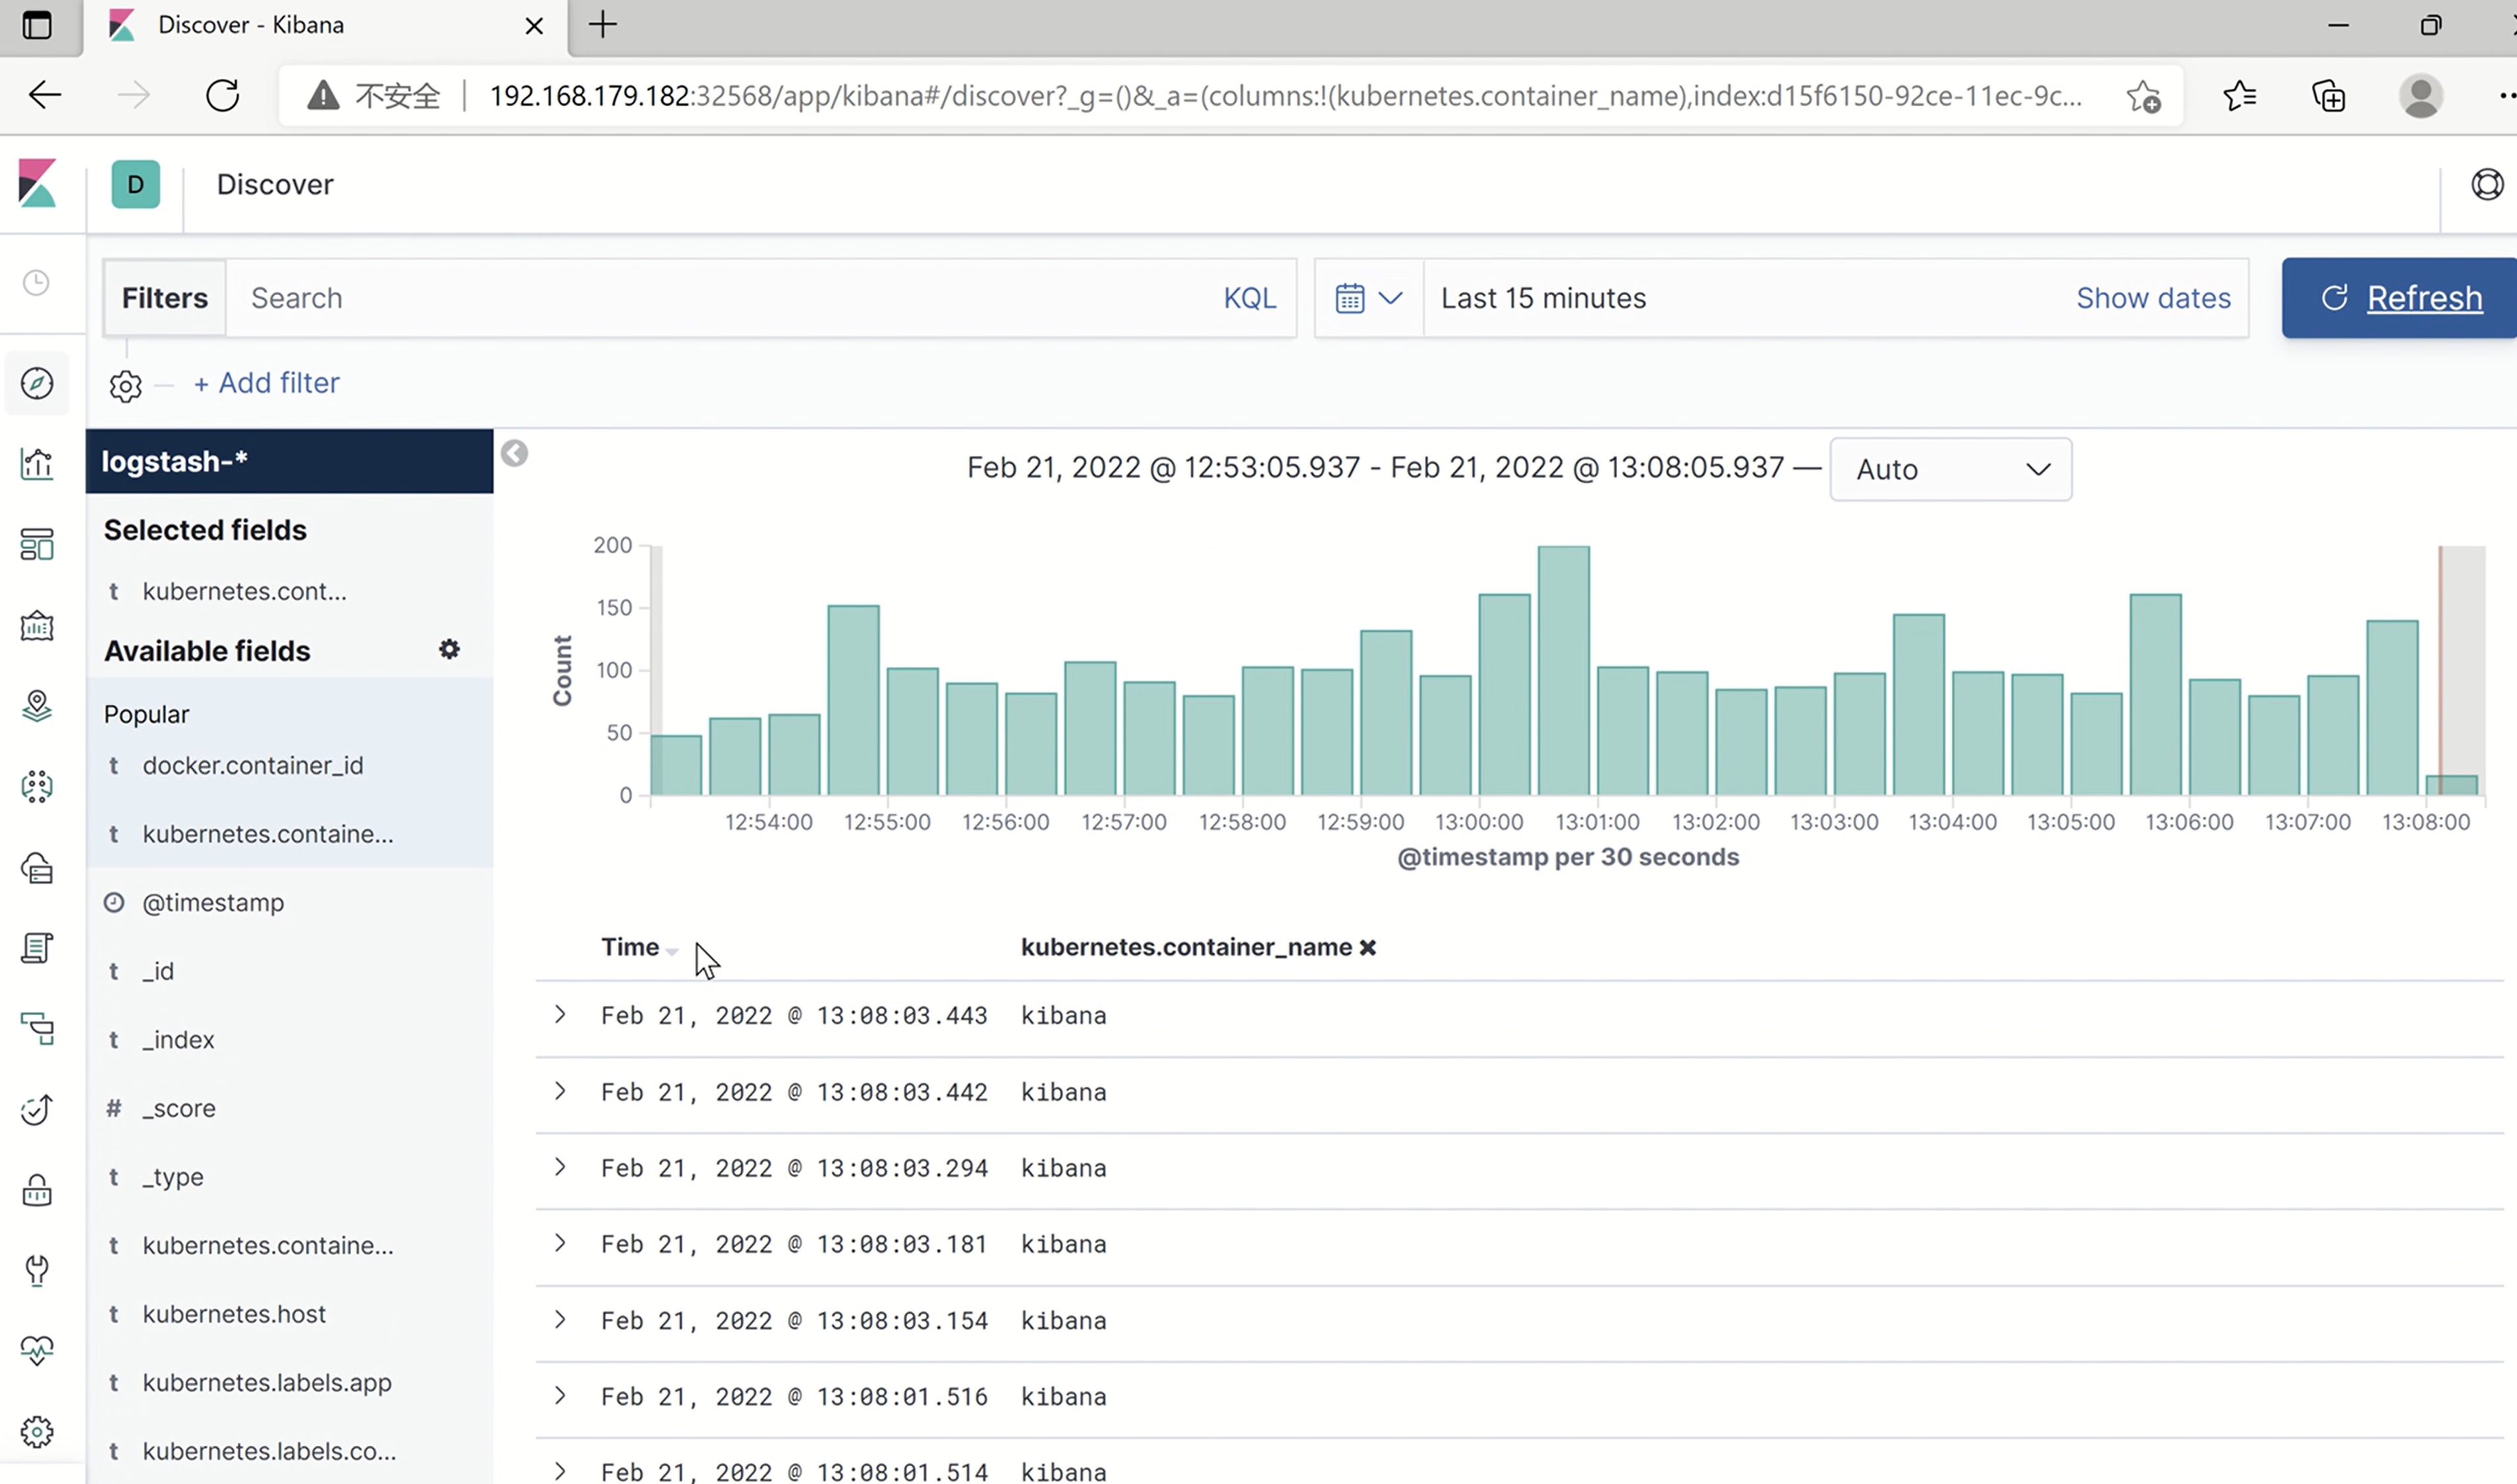 Discover - Kibana
不安全 192.168.179.182:32568/app/kibana#/discover?_g=()&_a=(columns:!(kubernetes.container_name),index:d15f6150-92ce-11ec-9c...
D Discover
Filters Search KQL Last 15 minutes Show dates Refresh
+ Add filter
logstash-*
Selected fields
t kubernetes.cont...
Available fields
Popular
t docker.container_id
t kubernetes.containe...
@timestamp
t _id
t _index
# _score
t _type
t kubernetes.containe...
t kubernetes.host
t kubernetes.labels.app
t kubernetes.labels.co...
Feb 21, 2022 @ 12:53:05.937 - Feb 21, 2022 @ 13:08:05.937 — Auto
200
150
100
50
0
Count
12:54:00 12:55:00 12:56:00 12:57:00 12:58:00 12:59:00 13:00:00 13:01:00 13:02:00 13:03:00 13:04:00 13:05:00 13:06:00 13:07:00 13:08:00
@timestamp per 30 seconds
Time kubernetes.container_name
Feb 21, 2022 @ 13:08:03.443 kibana
Feb 21, 2022 @ 13:08:03.442 kibana
Feb 21, 2022 @ 13:08:03.294 kibana
Feb 21, 2022 @ 13:08:03.181 kibana
Feb 21, 2022 @ 13:08:03.154 kibana
Feb 21, 2022 @ 13:08:01.516 kibana
Feb 21, 2022 @ 13:08:01.514 kibana